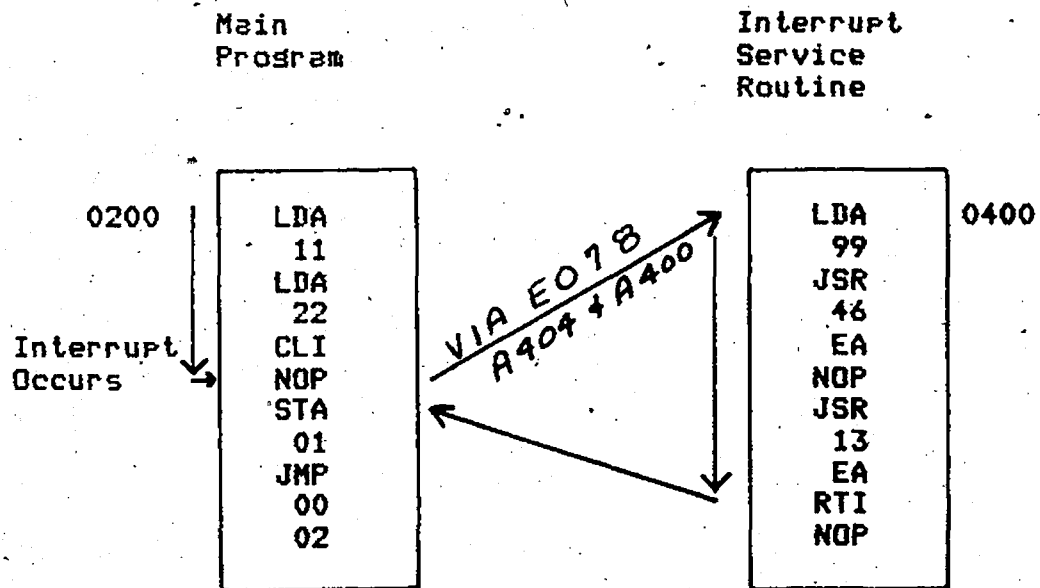 Main
Program
Interrupt
Service
Routine
0200
LDA
11
LDA
22
CLI
NOP
STA
01
JMP
00
02
Interrupt
Occurs
VIA E078
A404 + A400
LDA
99
JSR
46
EA
NOP
JSR
13
EA
RTI
NOP
0400